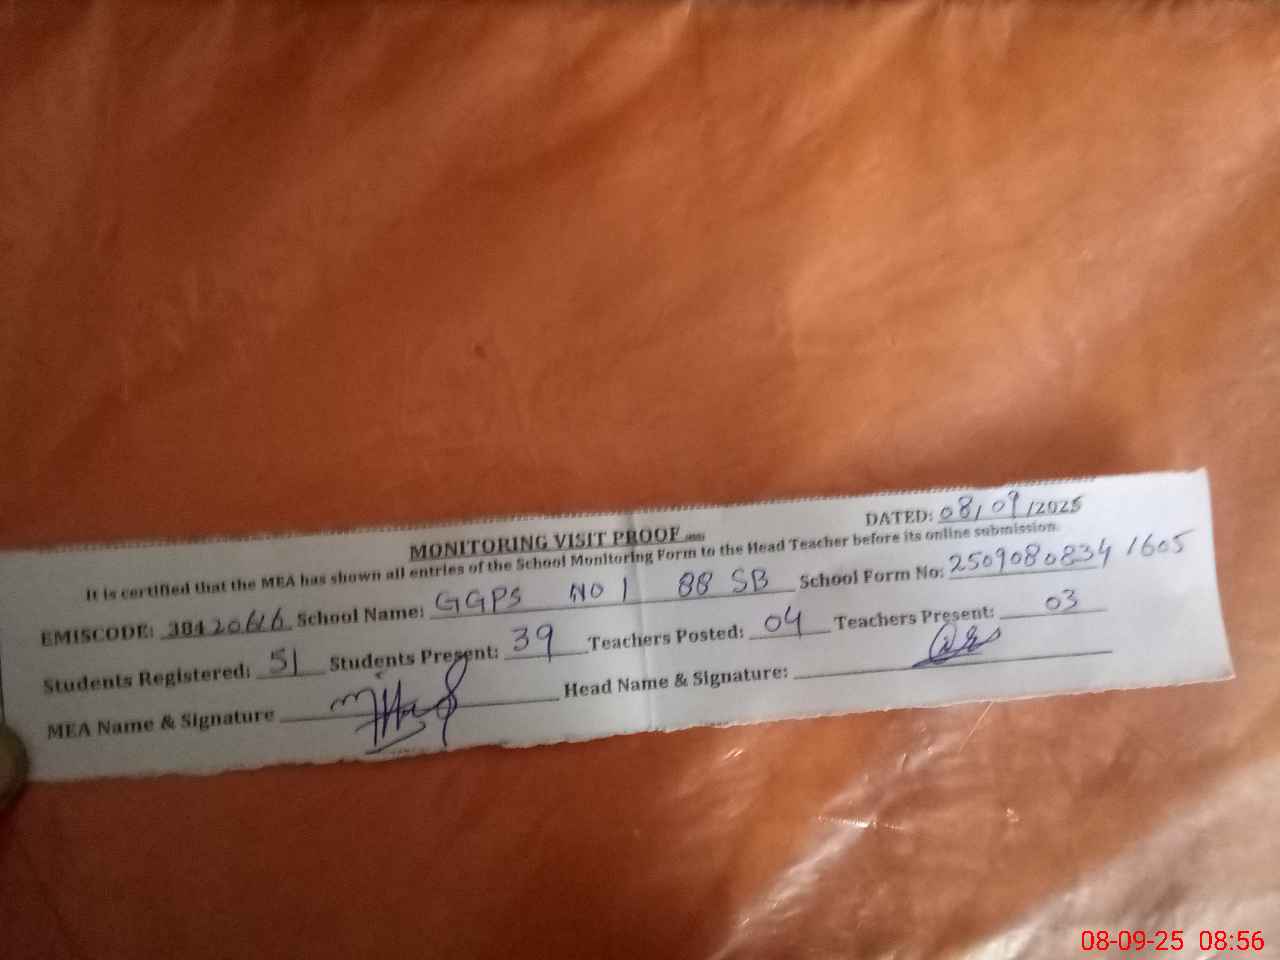 MONITORING VISIT PROOF
DATED: 08/09/2025
It is certified that the MEA has shown all entries of the School Monitoring Form to the Head Teacher before its online submission.
EMISCODE: 38420616 School Name: GGPS NO 1 88 SB School Form No: 2509080834 1605
Students Registered: 51 Students Present: 39 Teachers Posted: 04 Teachers Present: 03
MEA Name & Signature Head Name & Signature:
08-09-25 08:56